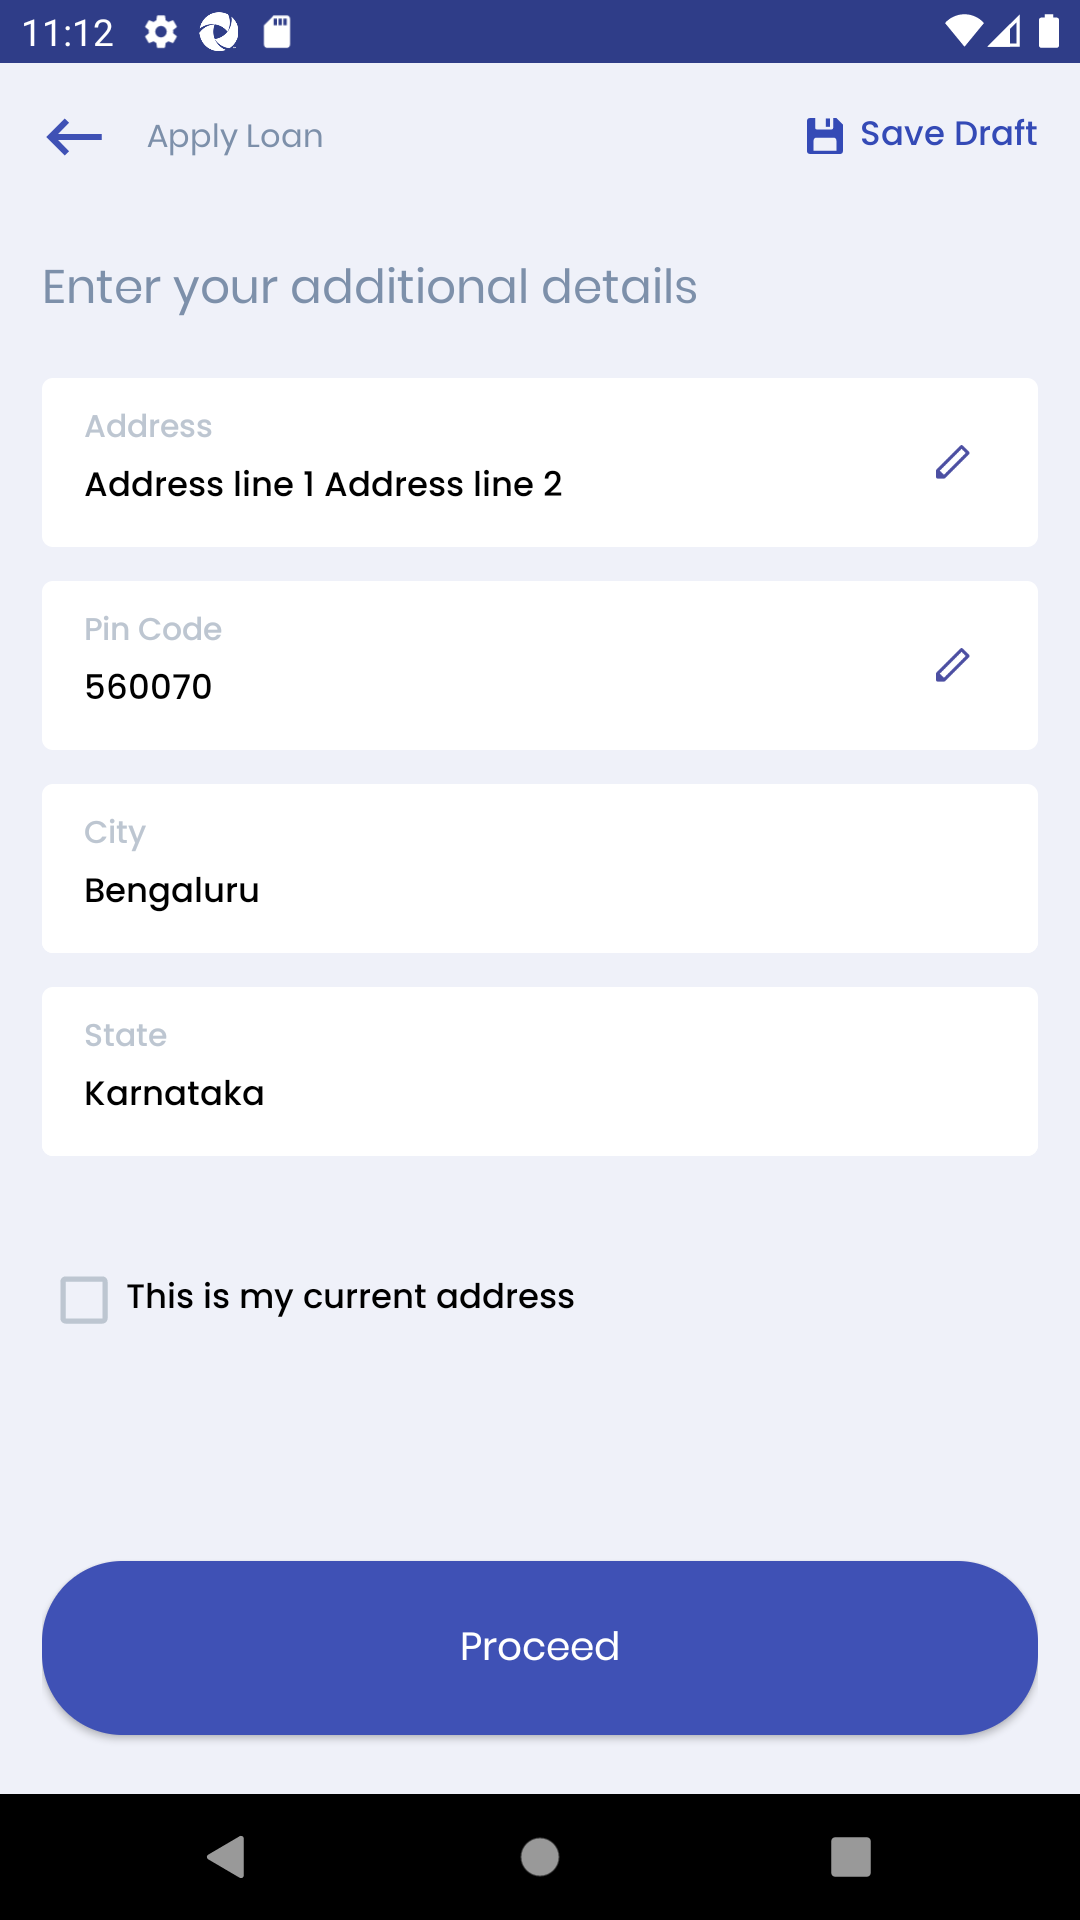 11:12
Apply Loan
Save Draft
Enter your additional details
Address
Address line 1 Address line 2
Pin Code
560070
City
Bengaluru
State
Karnataka
This is my current address
Proceed